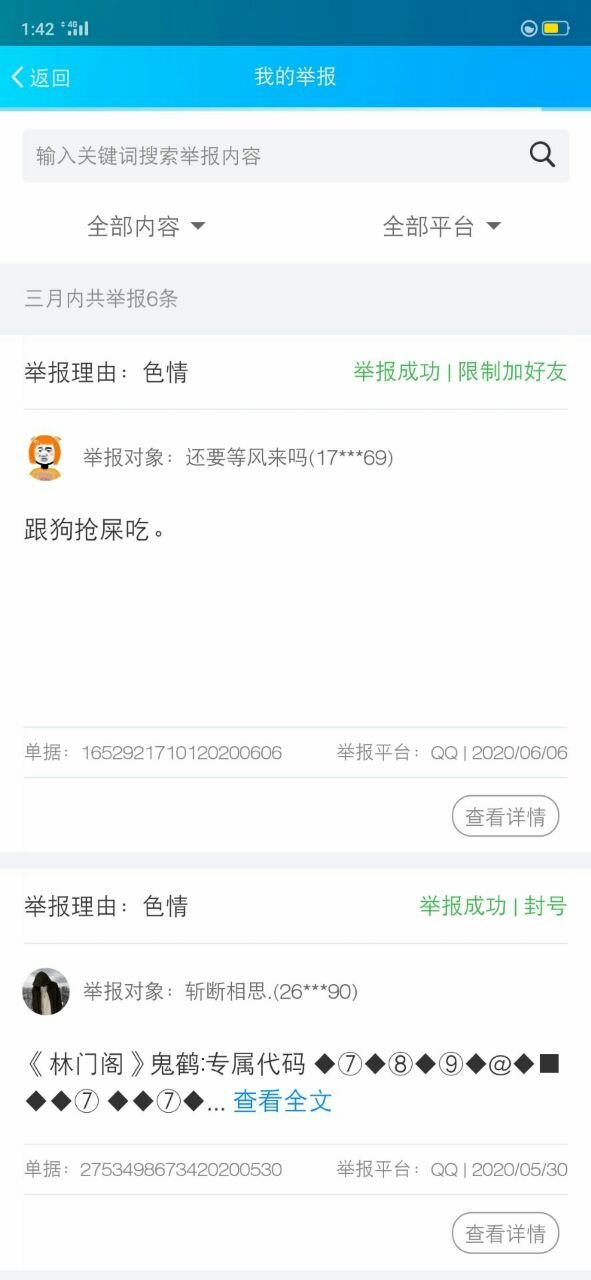 1:42 4G
返回
我的举报
输入关键词搜索举报内容
全部内容 全部平台
三月内共举报6条
举报理由：色情 举报成功 | 限制加好友
举报对象：还要等风来吗(17***69)
跟狗抢屎吃。
单据：1652921710120200606 举报平台：QQ | 2020/06/06
查看详情
举报理由：色情 举报成功 | 封号
举报对象：斩断相思.(26***90)
《林门阁》鬼鹤:专属代码 ◆⑦◆⑧◆⑨◆@◆■
◆◆⑦ ◆◆⑦◆... 查看全文
单据：2753498673420200530 举报平台：QQ | 2020/05/30
查看详情